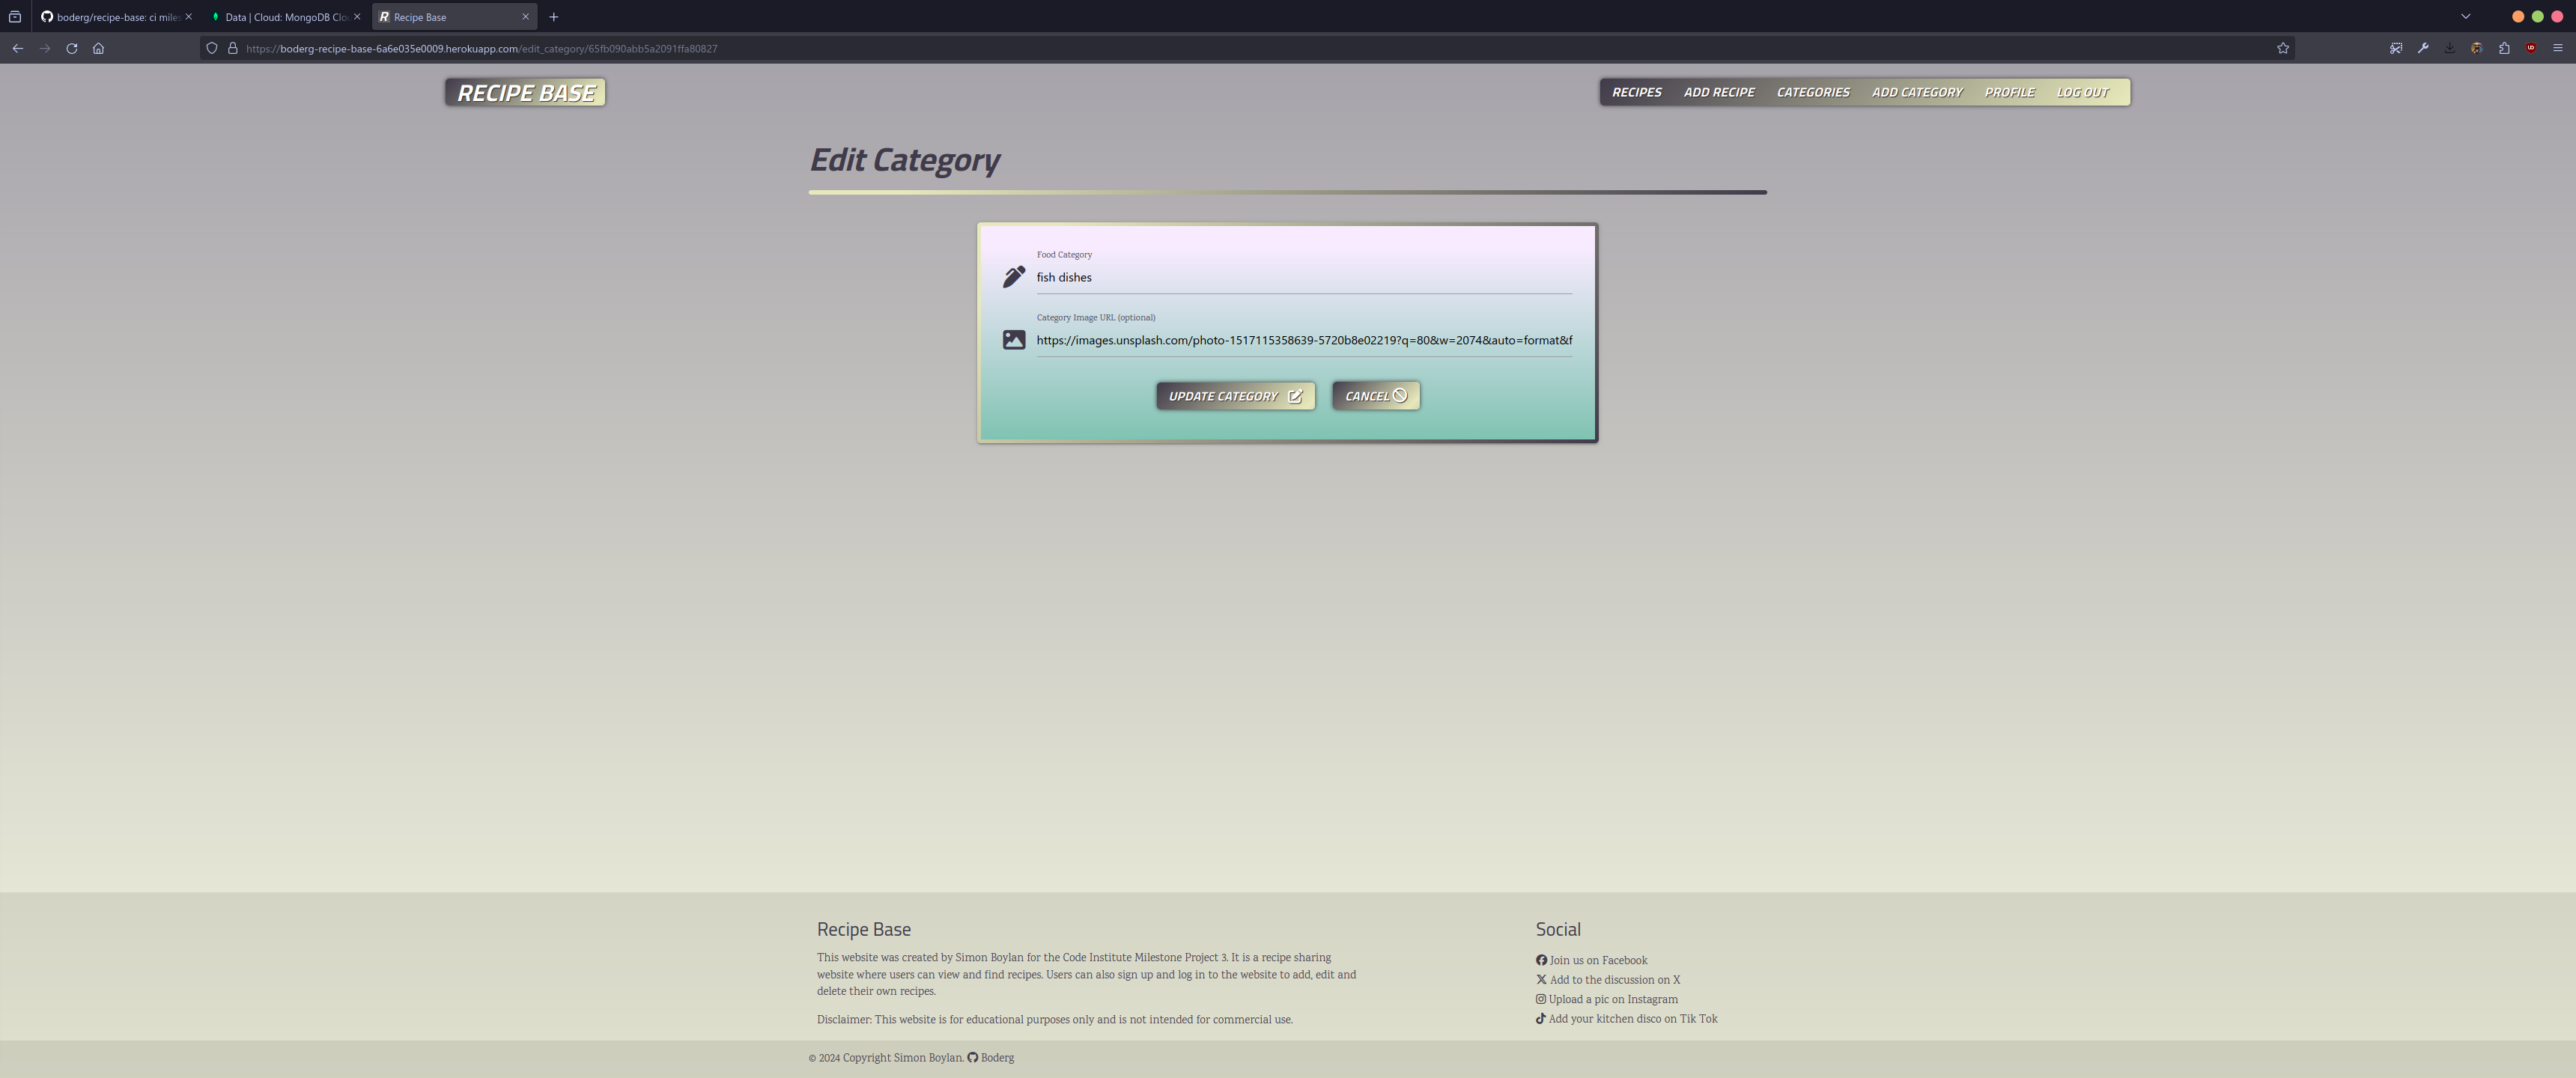 boderg/recipe-base: ci miles
Data | Cloud: MongoDB Clo
Recipe Base
https://boderg-recipe-base-6a6e035e0009.herokuapp.com/edit_category/65fb090abb5a2091ffa80827
RECIPE BASE
RECIPES ADD RECIPE CATEGORIES ADD CATEGORY PROFILE LOG OUT
Edit Category
Food Category
fish dishes
Category Image URL (optional)
https://images.unsplash.com/photo-1517115358639-5720b8e02219?q=80&w=2074&auto=format&f
UPDATE CATEGORY CANCEL
Recipe Base
This website was created by Simon Boylan for the Code Institute Milestone Project 3. It is a recipe sharing
website where users can view and find recipes. Users can also sign up and log in to the website to add, edit and
delete their own recipes.
Disclaimer: This website is for educational purposes only and is not intended for commercial use.
Social
Join us on Facebook
Add to the discussion on X
Upload a pic on Instagram
Add your kitchen disco on Tik Tok
© 2024 Copyright Simon Boylan. Boderg